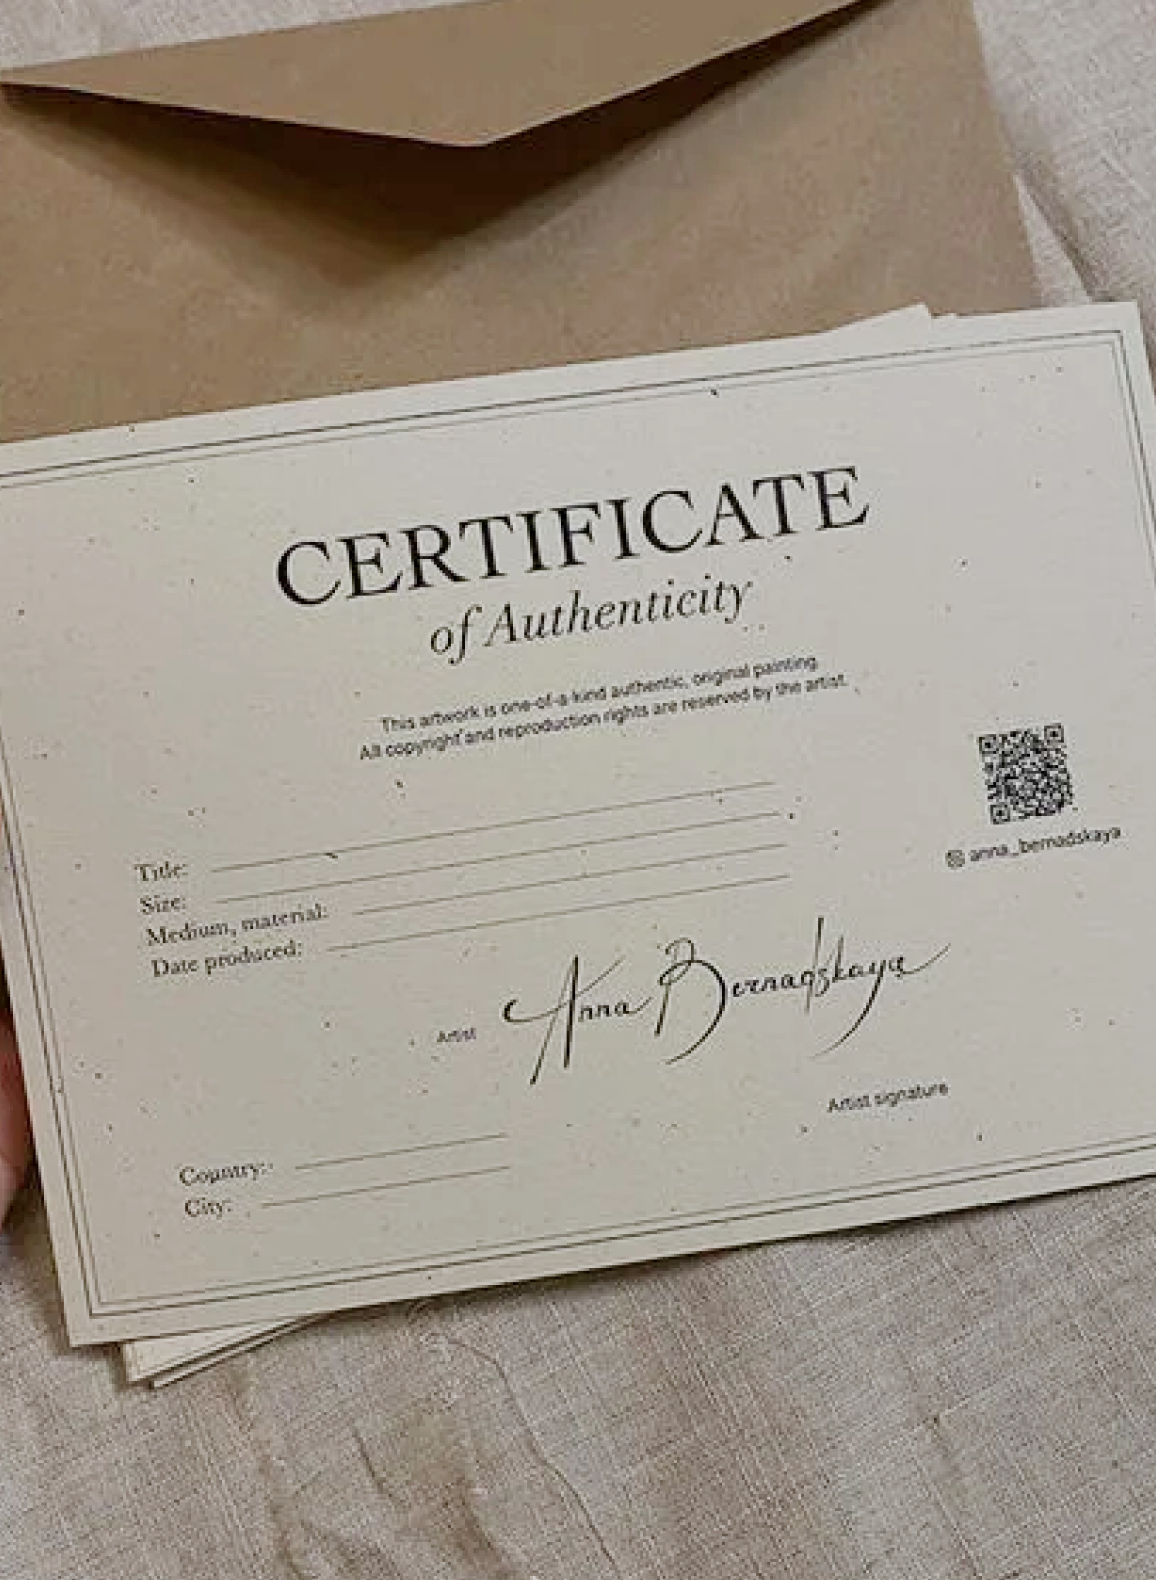 CERTIFICATE
of Authenticity
This artwork is one-of-a-kind authentic, original painting.
All copyright and reproduction rights are reserved by the artist.
anna_bernadskaya
Title:
Size:
Medium, material:
Date produced:
Artist Anna Bernadskaya
Artist signature
Country:
City: